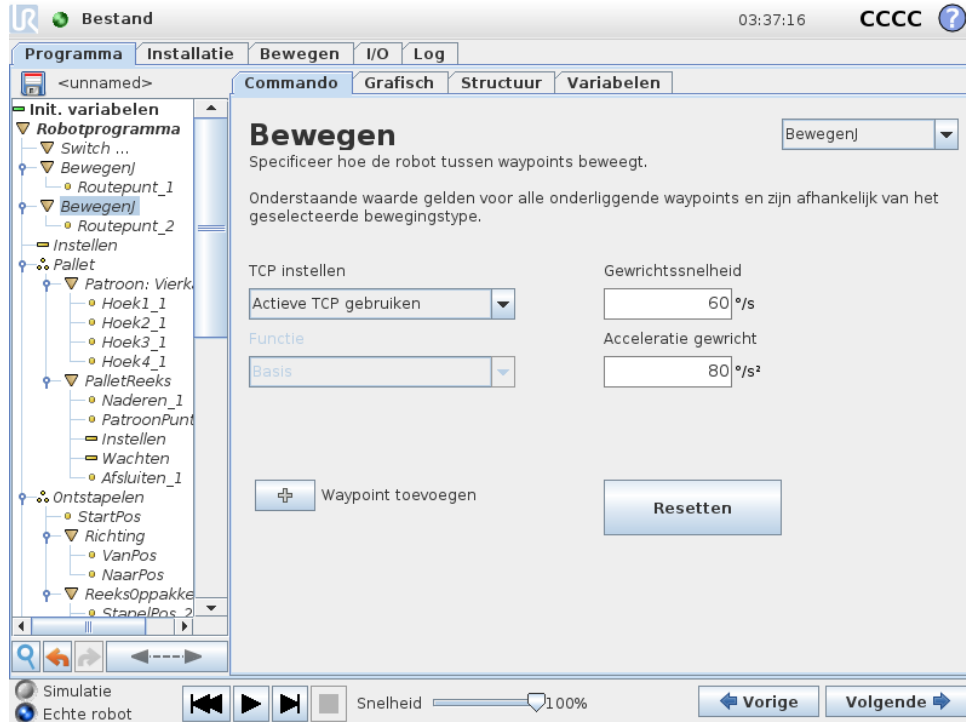 UR Bestand 03:37:16 CCCC ?
Programma Installatie Bewegen I/O Log
<unnamed> Commando Grafisch Structuur Variabelen
Init. variabelen
Robotprogramma
Switch ...
BewegenJ
Routepunt_1
BewegenJ
Routepunt_2
Instellen
Pallet
Patroon: Vierk
Hoek1_1
Hoek2_1
Hoek3_1
Hoek4_1
PalletReeks
Naderen_1
PatroonPunt
Instellen
Wachten
Afsluiten_1
Ontstapelen
StartPos
Richting
VanPos
NaarPos
ReeksOppakke
StapelPos_2
Bewegen
BewegenJ
Specificeer hoe de robot tussen waypoints beweegt.
Onderstaande waarde gelden voor alle onderliggende waypoints en zijn afhankelijk van het
geselecteerde bewegingstype.
TCP instellen Gewrichtssnelheid
Actieve TCP gebruiken 60 °/s
Functie Acceleratie gewricht
Basis 80 °/s²
Waypoint toevoegen Resetten
Simulatie
Echte robot
Snelheid 100% Vorige Volgende